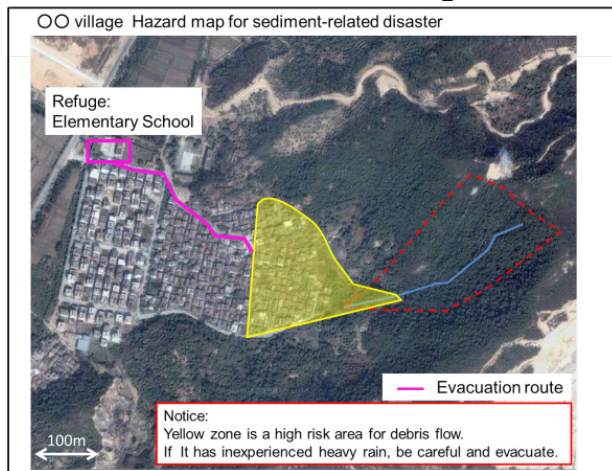 ○○ village Hazard map for sediment-related disaster
Refuge:
Elementary School
Evacuation route
Notice:
Yellow zone is a high risk area for debris flow.
If It has inexperienced heavy rain, be careful and evacuate.
100m